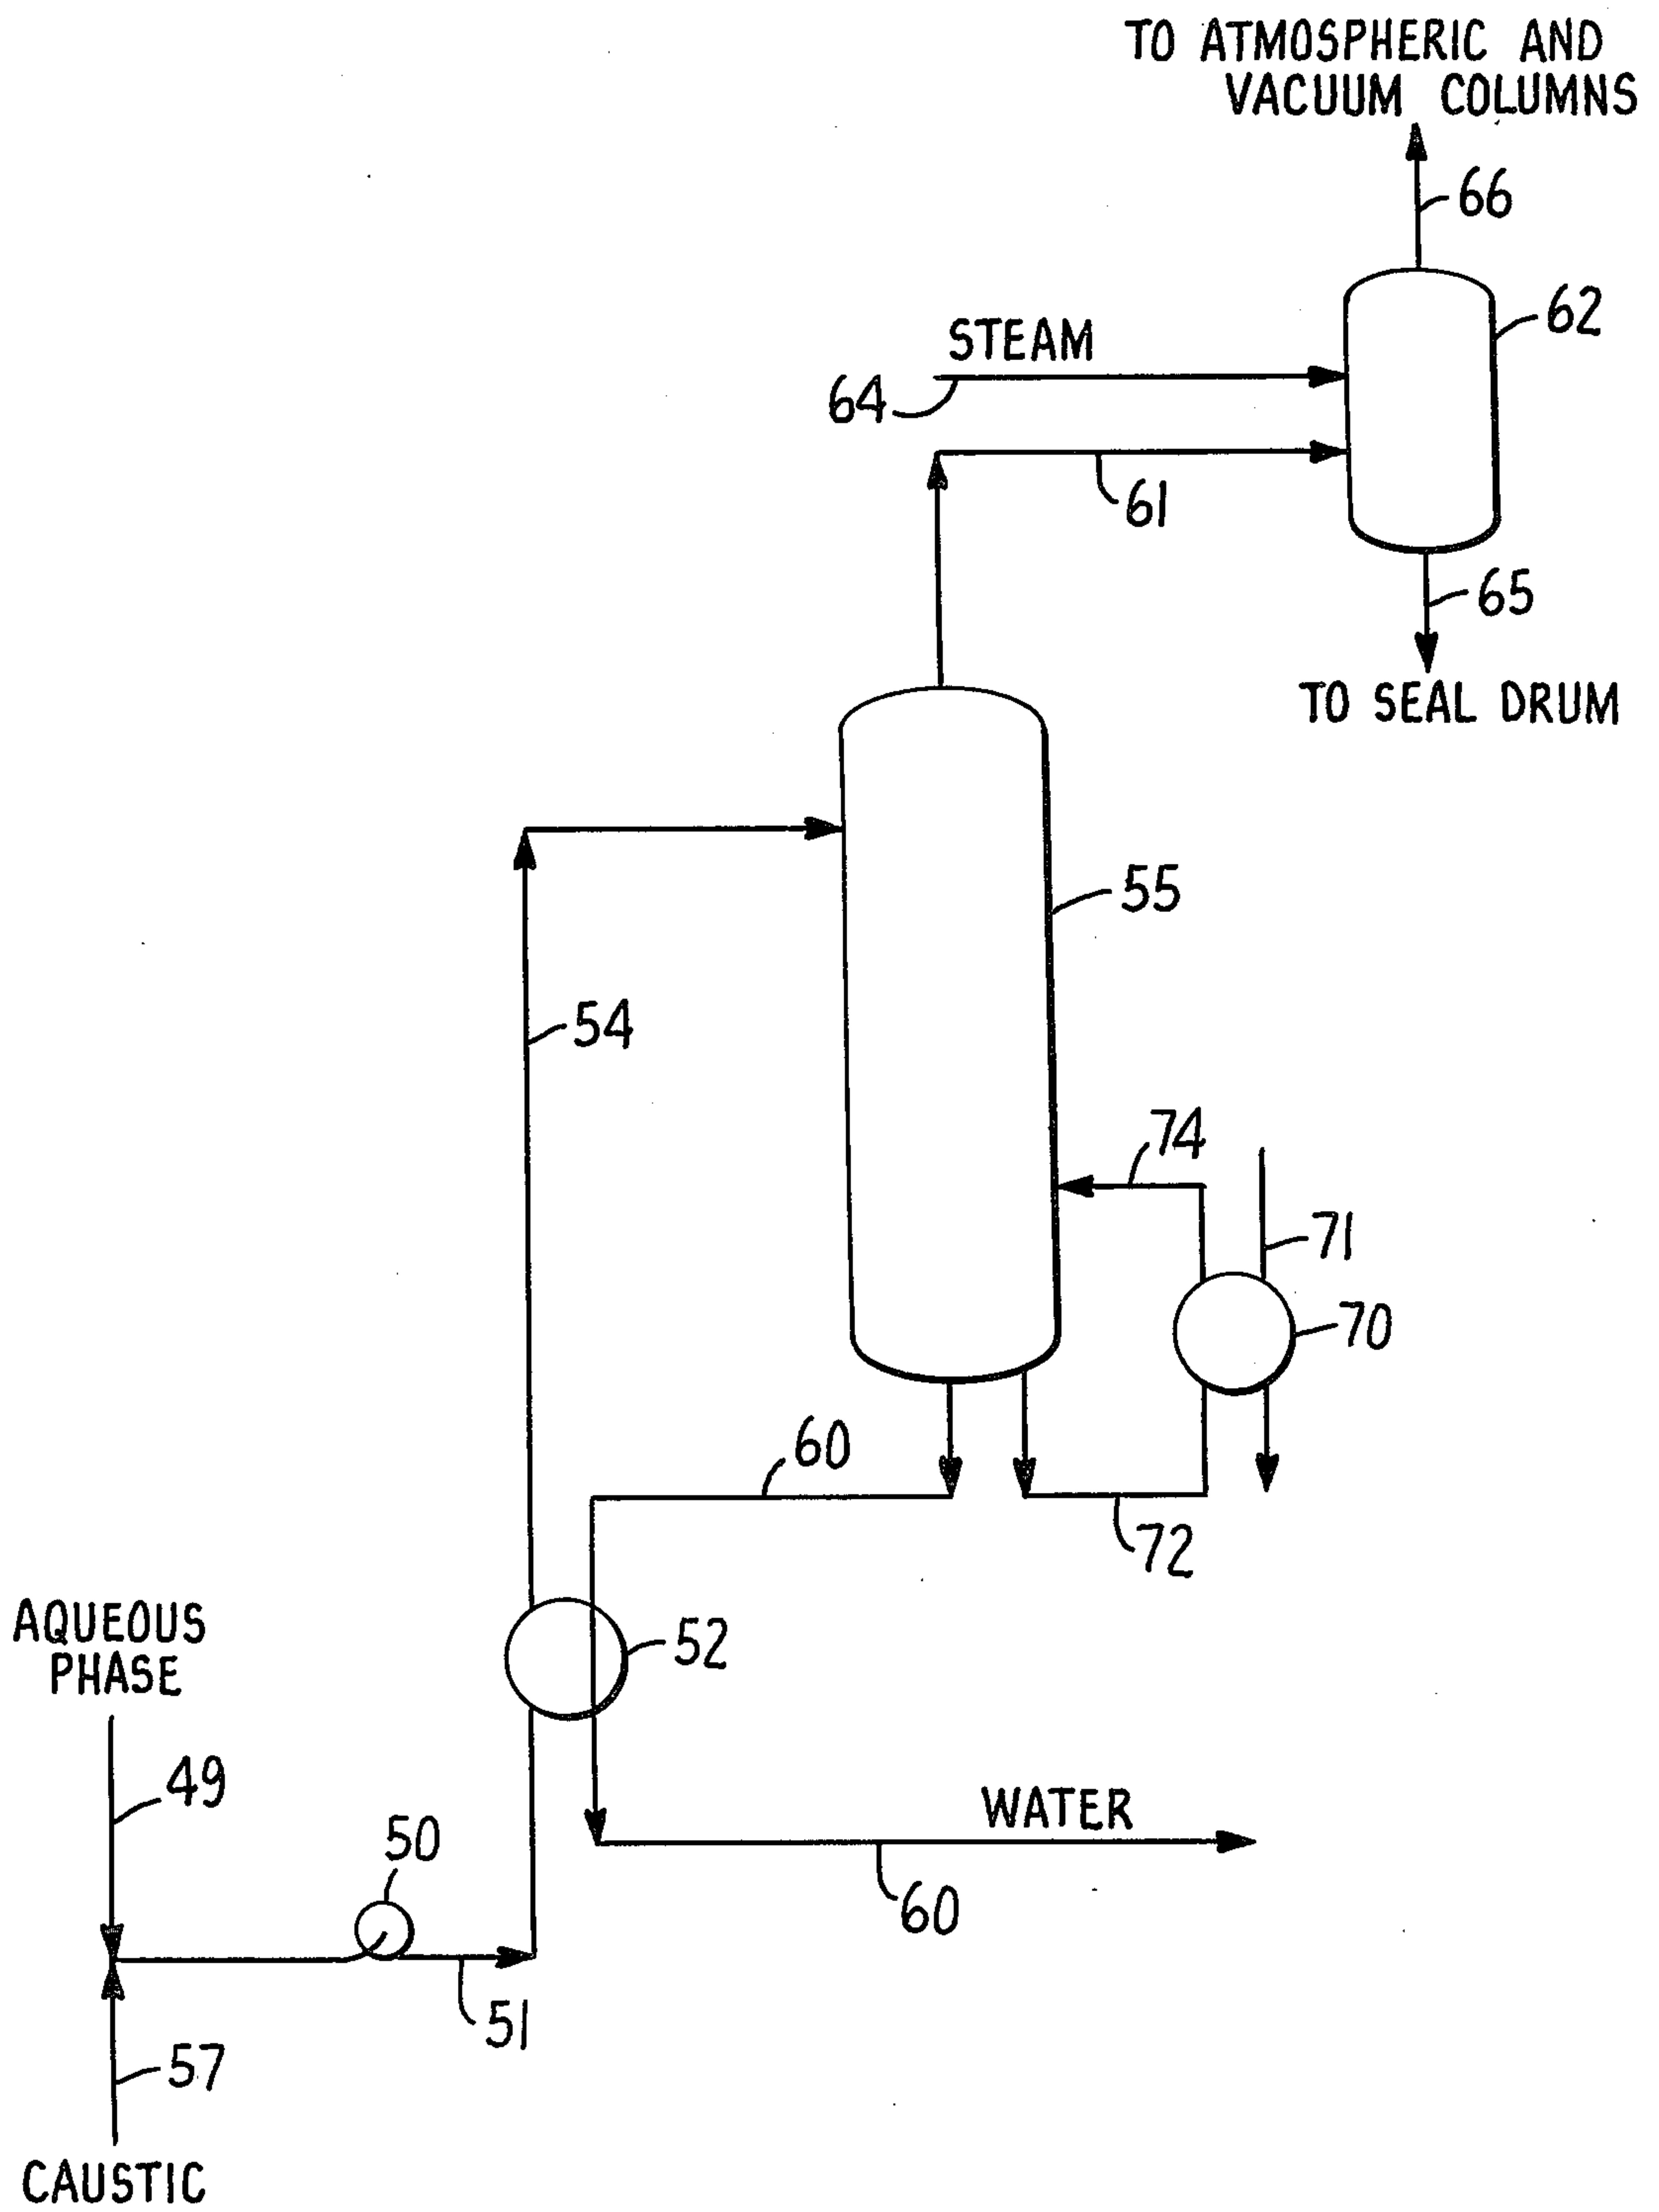 TO ATMOSPHERIC AND
VACUUM COLUMNS
66
62
STEAM
64
61
65
TO SEAL DRUM
55
54
74
71
70
60
72
AQUEOUS
PHASE
52
49
WATER
50
60
51
57
CAUSTIC